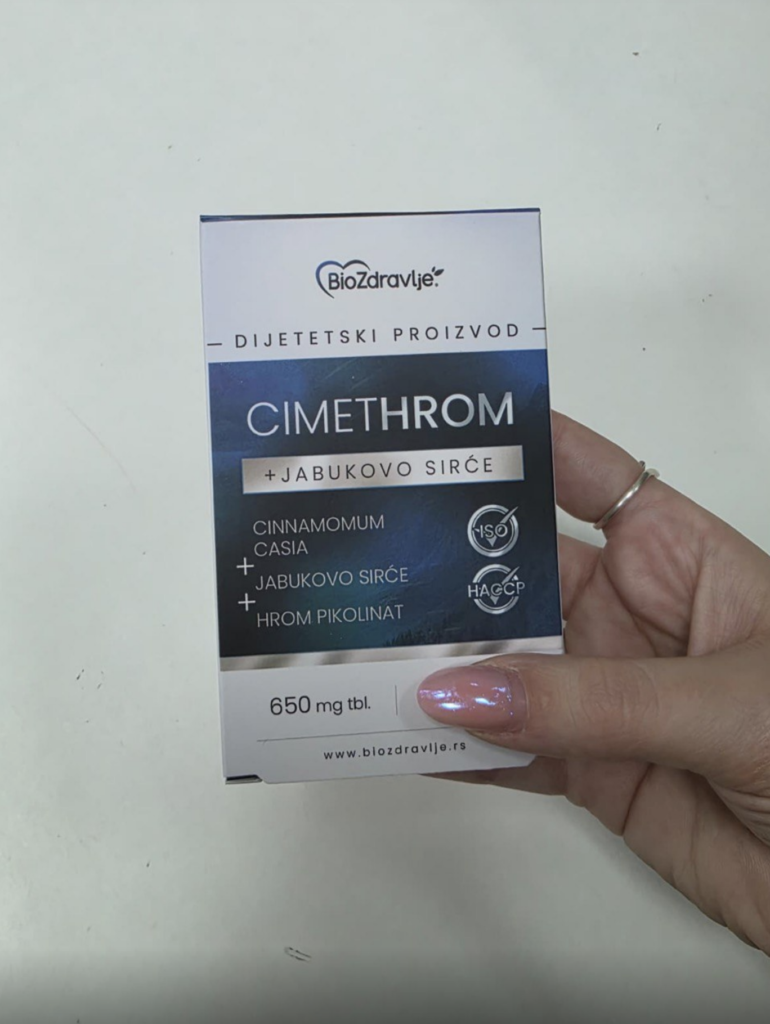 BioZdravlje
DIJETETSKI PROIZVOD
CIMETHROM
+JABUKOVO SIRĆE
CINNAMOMUM
CASIA
+
JABUKOVO SIRĆE
+
HROM PIKOLINAT
ISO
HACCP
650 mg tbl.
www.biozdravlje.rs